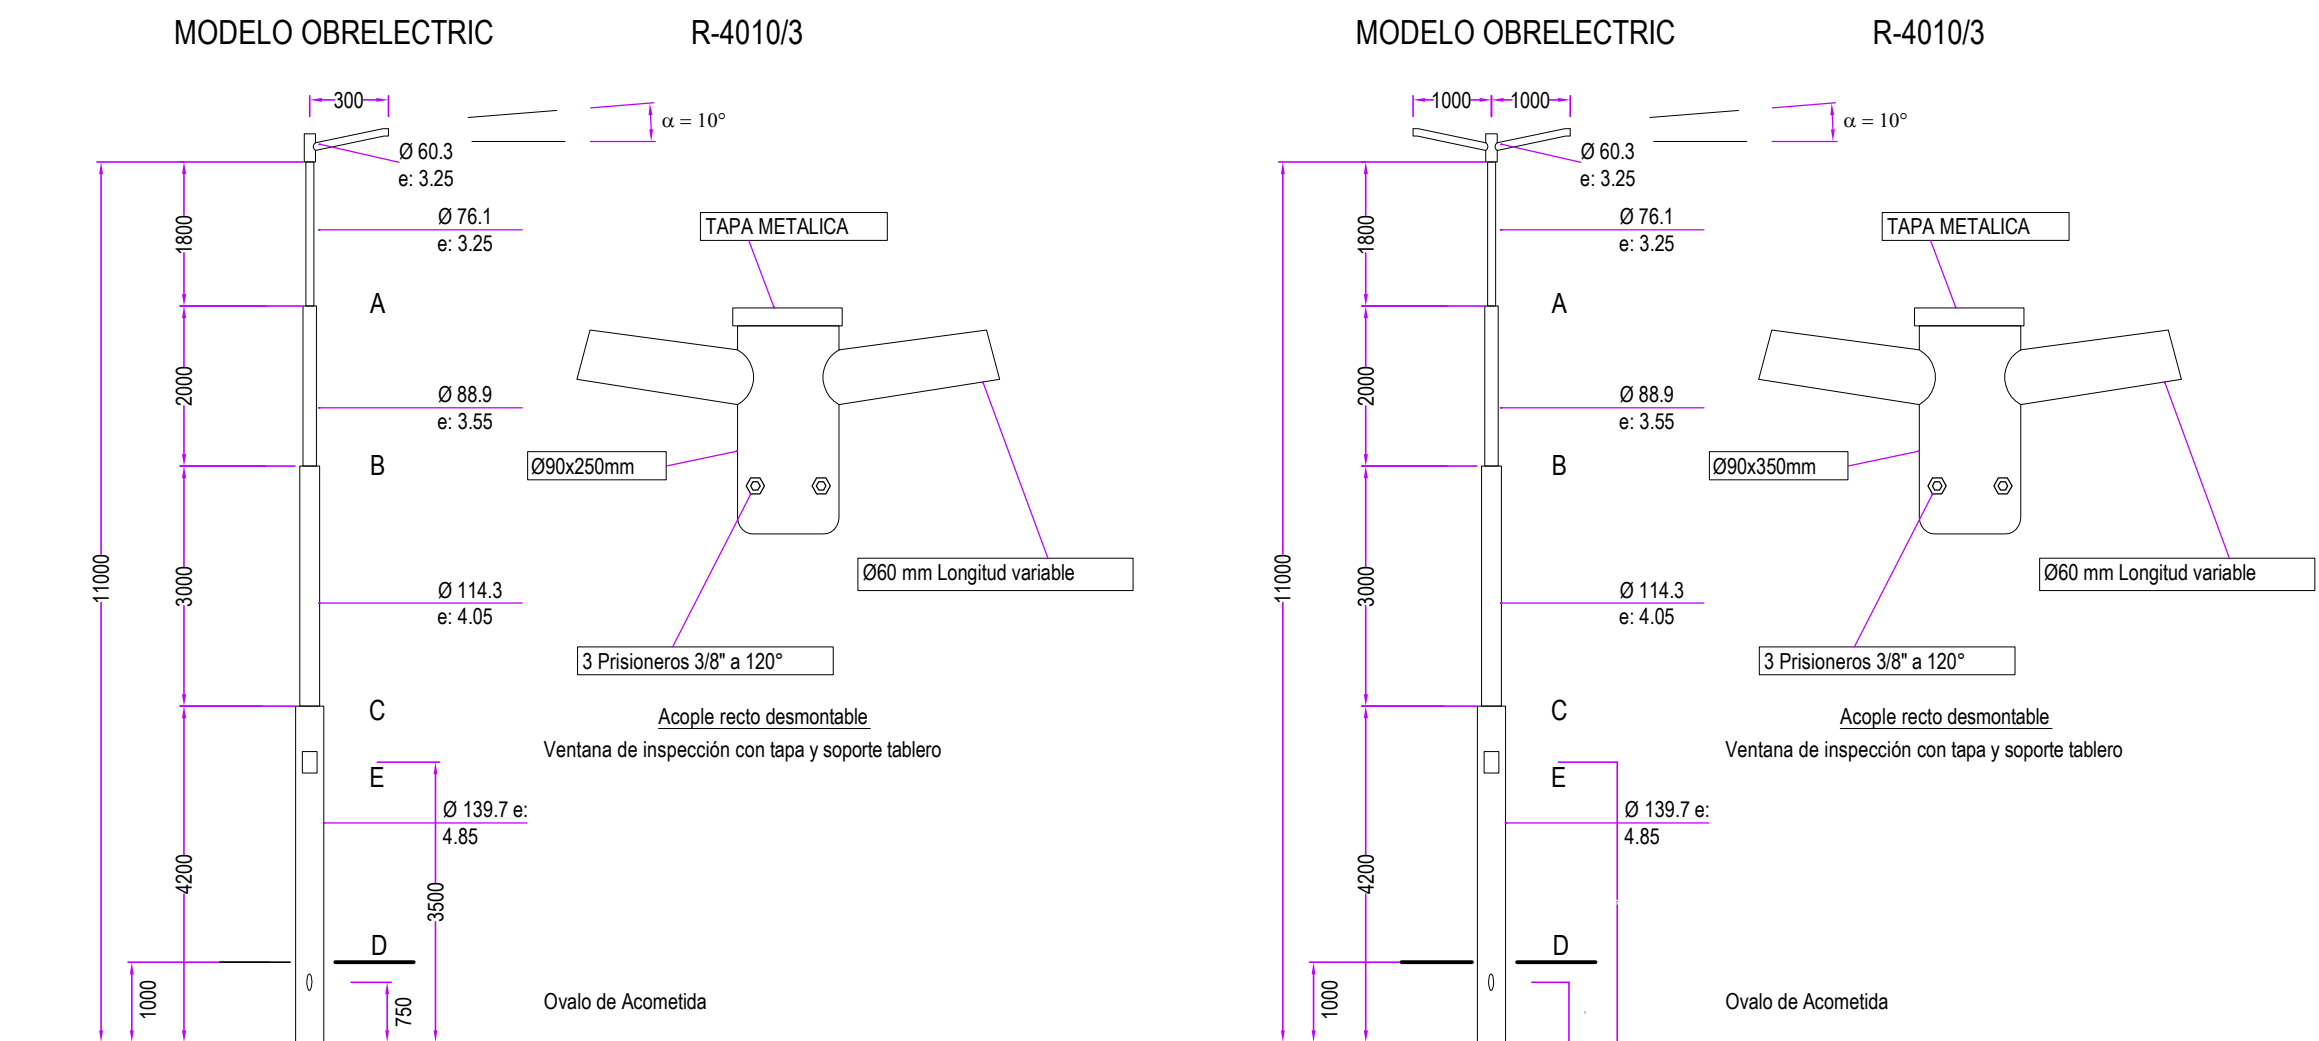 MODELO OBRELECTRIC R-4010/3
300
α = 10°
Ø 60.3
e: 3.25
1800
Ø 76.1
e: 3.25
TAPA METALICA
A
2000
Ø 88.9
e: 3.55
B
Ø90x250mm
11000
3000
Ø 114.3
e: 4.05
Ø60 mm Longitud variable
3 Prisioneros 3/8" a 120°
C
Acople recto desmontable
Ventana de inspección con tapa y soporte tablero
E
Ø 139.7 e:
4.85
4200
3500
D
1000
750
Ovalo de Acometida
MODELO OBRELECTRIC R-4010/3
1000 1000
α = 10°
Ø 60.3
e: 3.25
1800
Ø 76.1
e: 3.25
TAPA METALICA
A
2000
Ø 88.9
e: 3.55
B
Ø90x350mm
11000
3000
Ø 114.3
e: 4.05
Ø60 mm Longitud variable
3 Prisioneros 3/8" a 120°
C
Acople recto desmontable
Ventana de inspección con tapa y soporte tablero
E
Ø 139.7 e:
4.85
4200
D
1000
Ovalo de Acometida